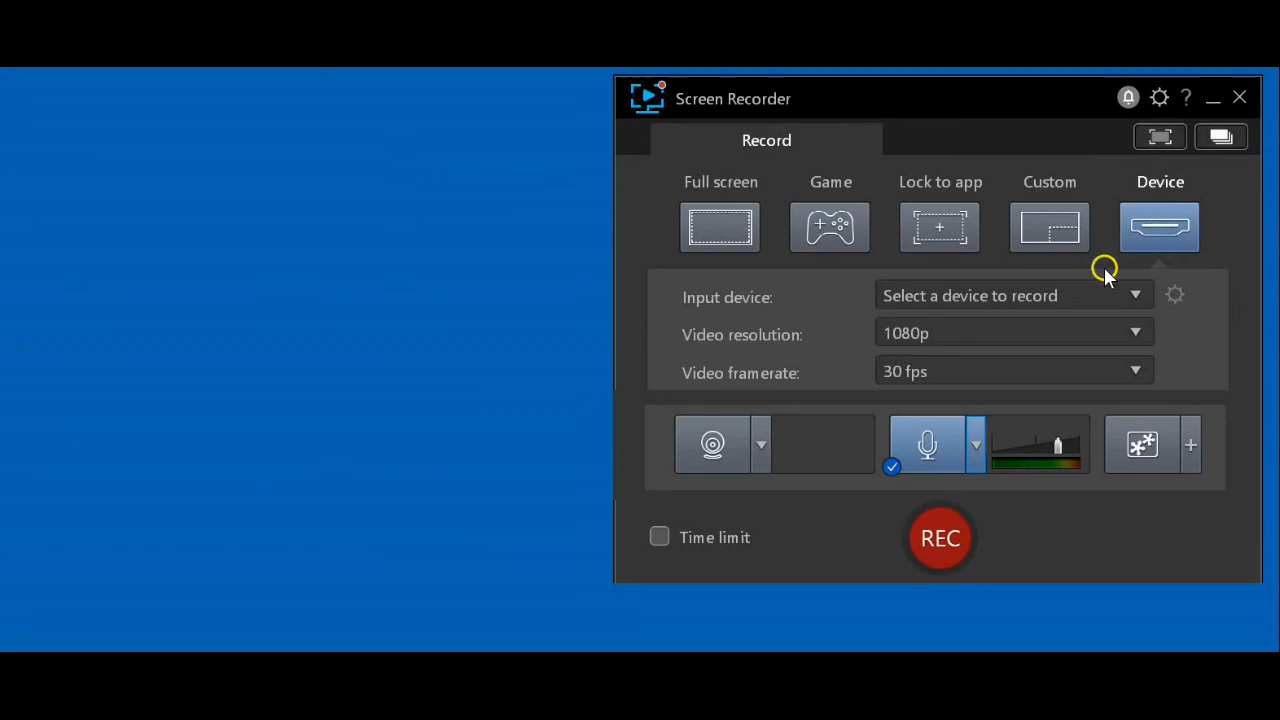 Screen Recorder
?
Record
Full screen
Game
Lock to app
Custom
Device
Input device:
Select a device to record
Video resolution:
1080p
Video framerate:
30 fps
Time limit
REC